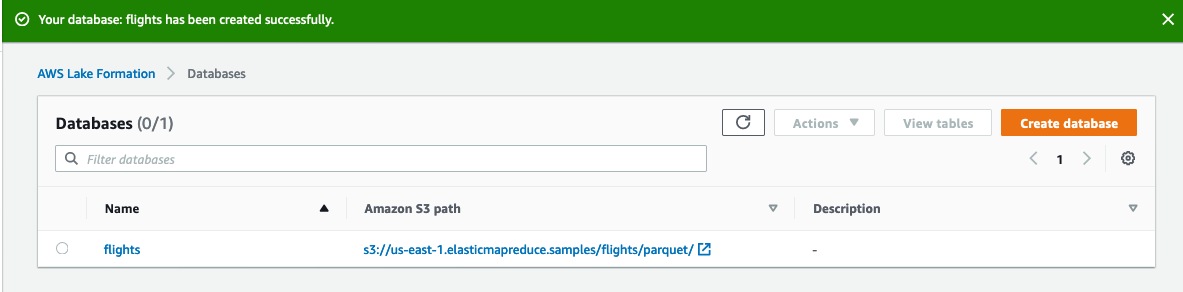 Your database: flights has been created successfully.
AWS Lake Formation > Databases
Databases (0/1)
Actions
View tables
Create database
Filter databases
1
Name
Amazon S3 path
Description
flights
s3://us-east-1.elasticmapreduce.samples/flights/parquet/
-